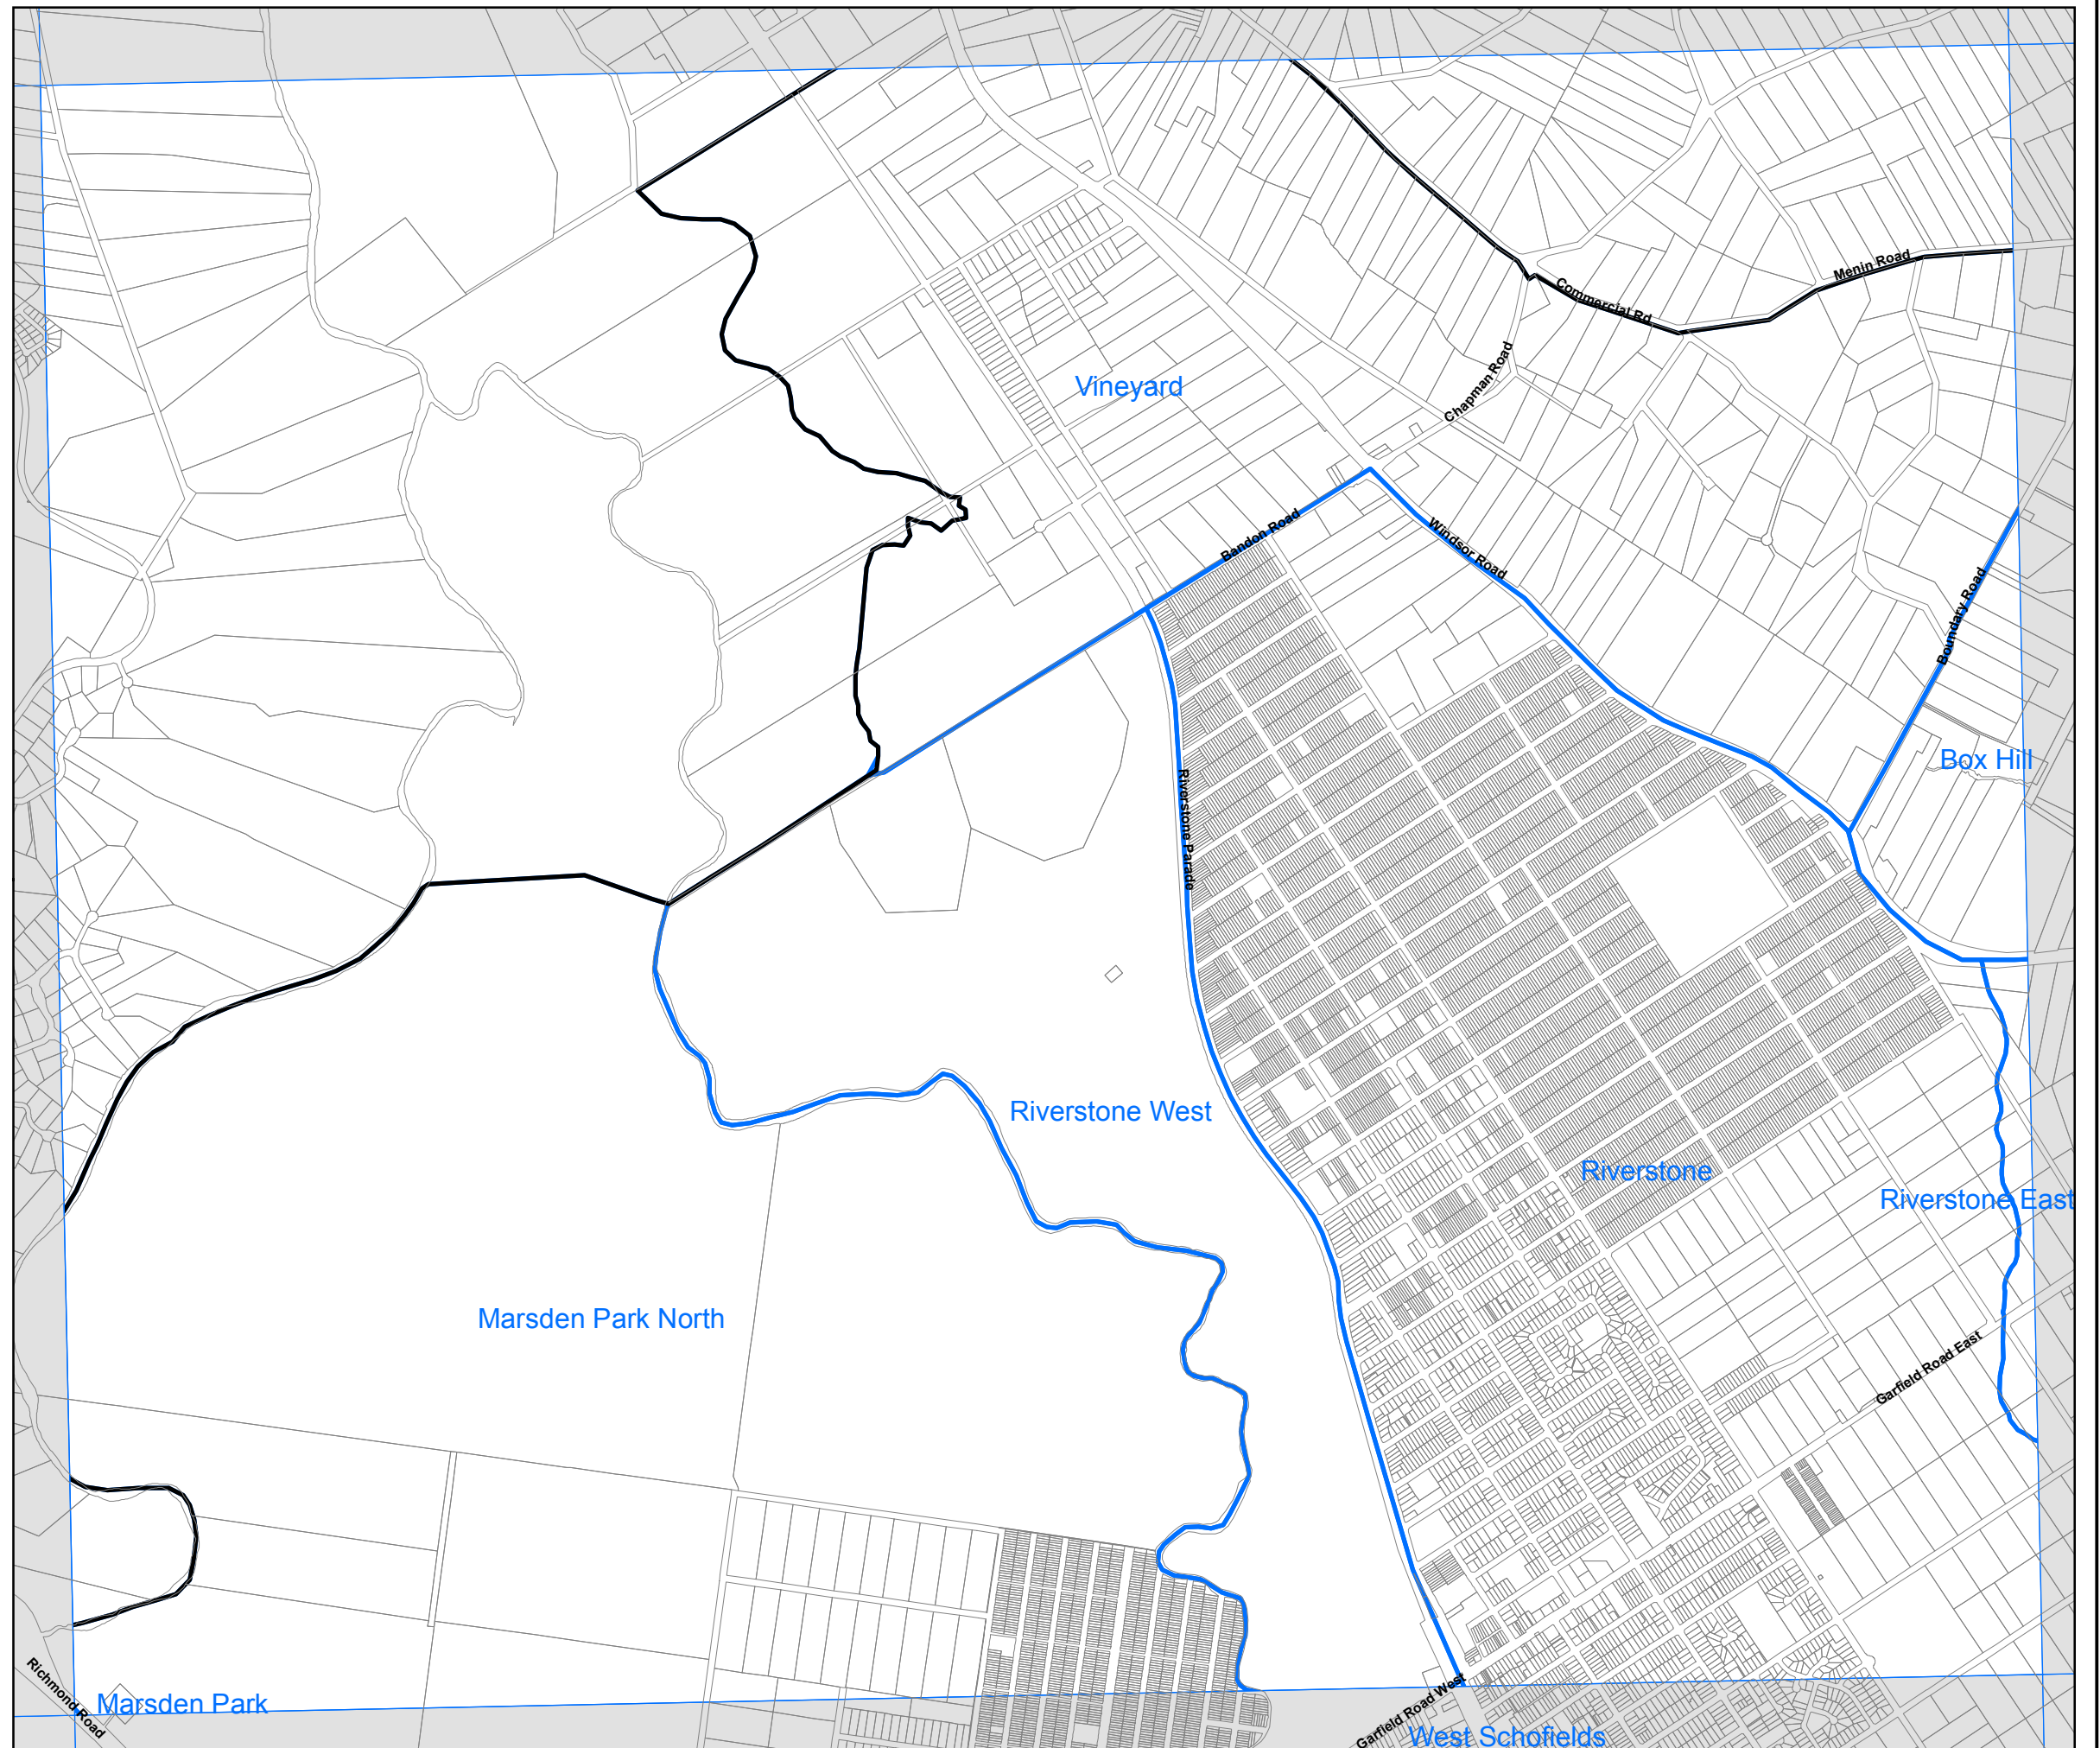 Menin Road
Commercial Rd
Chapman Road
Vineyard
Bandon Road
Windsor Road
Boundary Road
Box Hill
Riverstone Parade
Riverstone West
Riverstone
Riverstone East
Marsden Park North
Garfield Road East
Richmond Road
Marsden Park
Garfield Road West
West Schofields